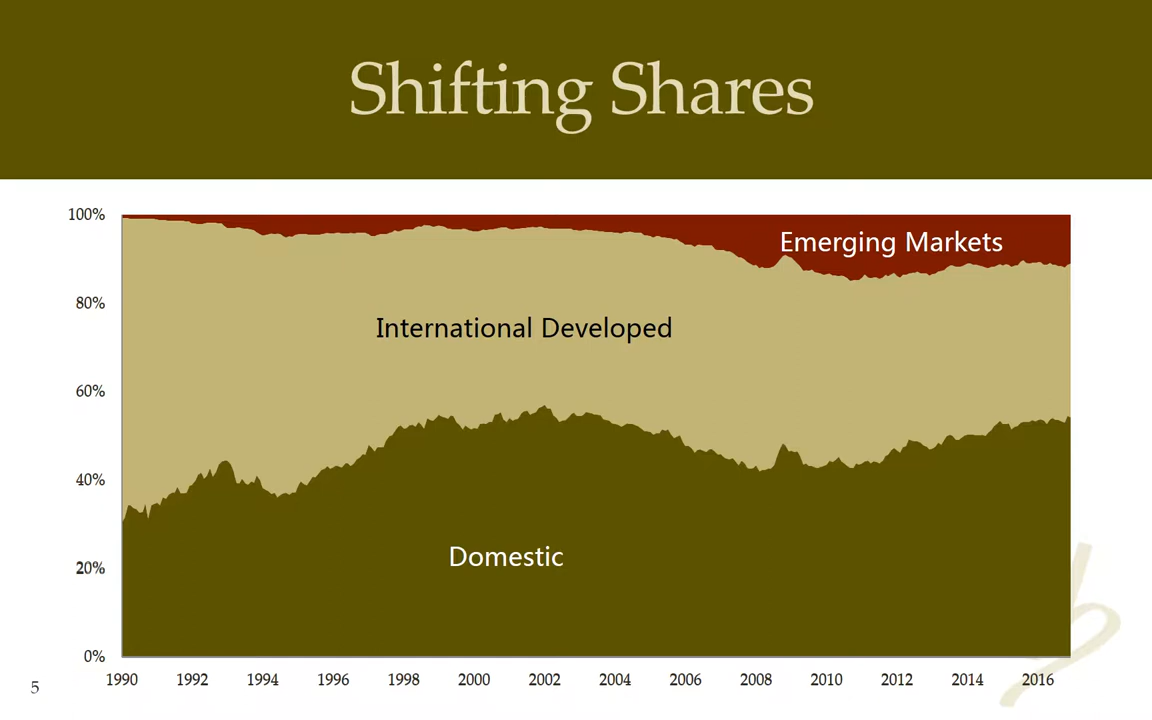 Shifting Shares
100%
80%
60%
40%
20%
0%
Emerging Markets
International Developed
Domestic
1990 1992 1994 1996 1998 2000 2002 2004 2006 2008 2010 2012 2014 2016
5